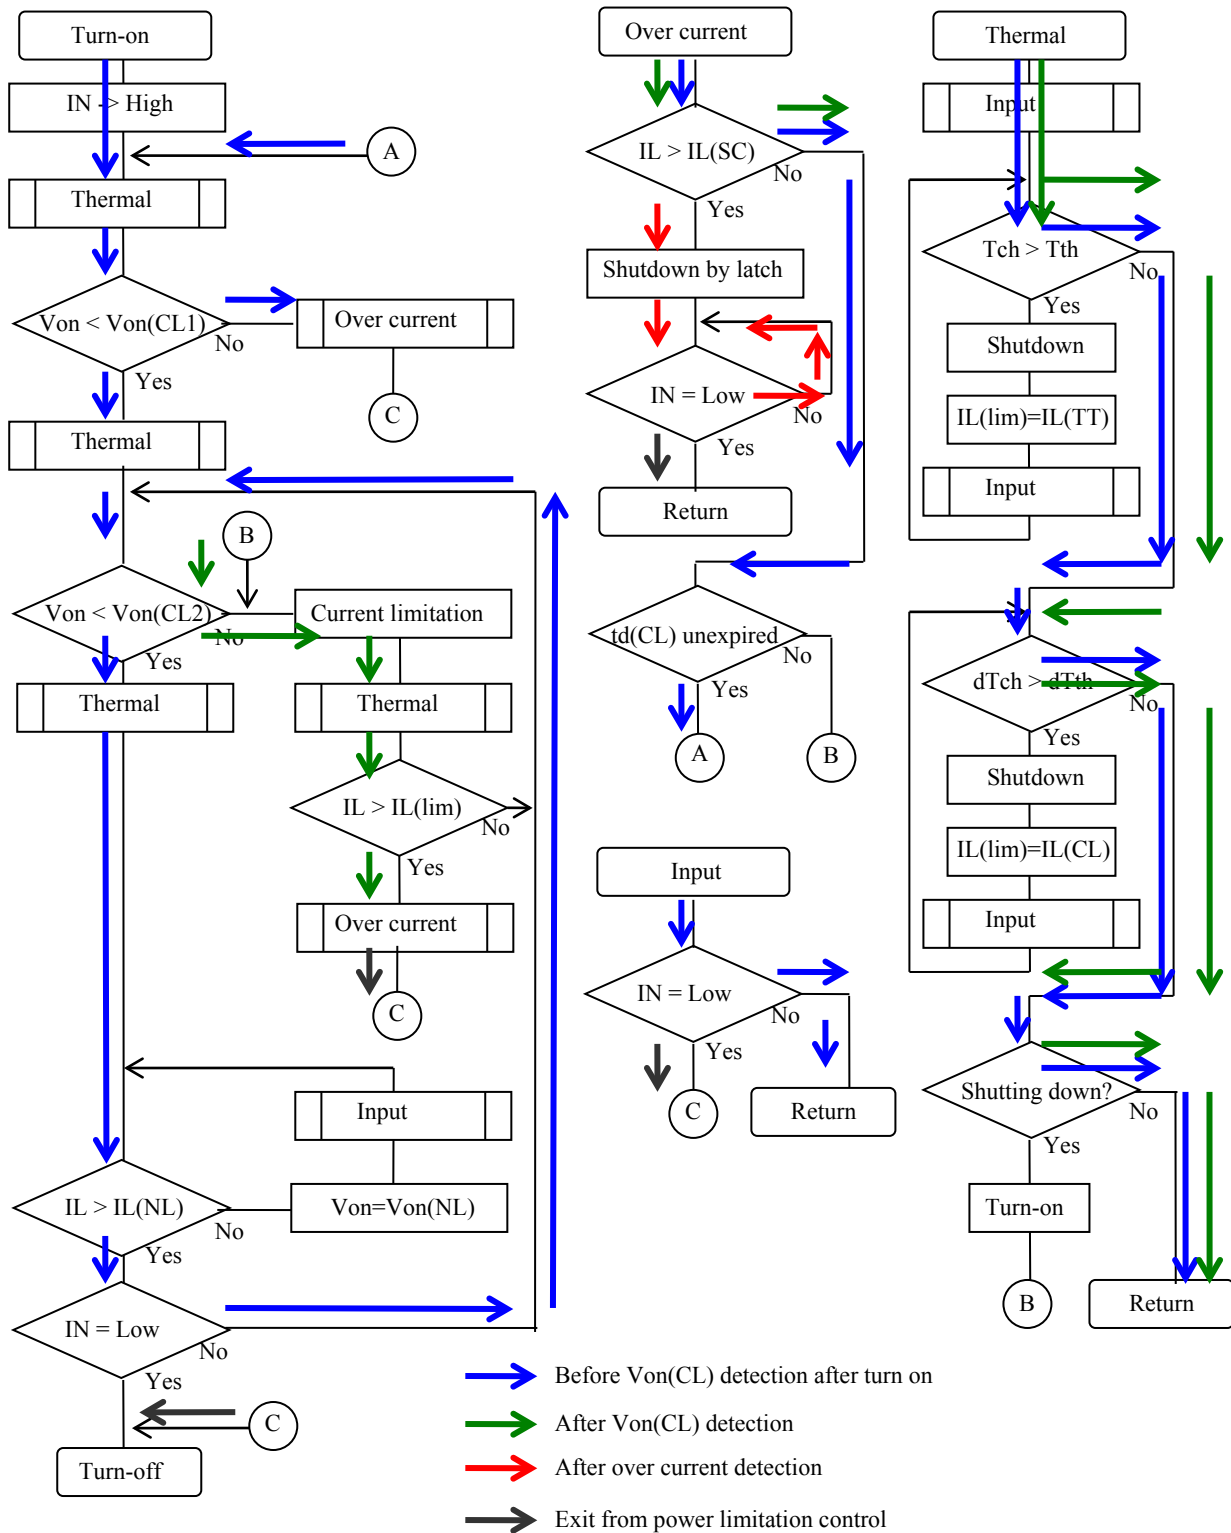 Turn-on
IN -> High
A
Thermal
Von < Von(CL1)
No
Yes
Over current
C
Thermal
B
Von < Von(CL2)
No
Yes
Current limitation
Thermal
Thermal
IL > IL(lim)
No
Yes
Over current
C
Input
IL > IL(NL)
No
Yes
Von=Von(NL)
IN = Low
No
Yes
C
Turn-off
Over current
IL > IL(SC)
No
Yes
Shutdown by latch
IN = Low
No
Yes
Return
td(CL) unexpired
No
Yes
A
B
Input
IN = Low
No
Yes
C
Return
Thermal
Input
Tch > Tth
No
Yes
Shutdown
IL(lim)=IL(TT)
Input
dTch > dTth
No
Yes
Shutdown
IL(lim)=IL(CL)
Input
Shutting down?
No
Yes
Turn-on
B
Return
Before Von(CL) detection after turn on
After Von(CL) detection
After over current detection
Exit from power limitation control